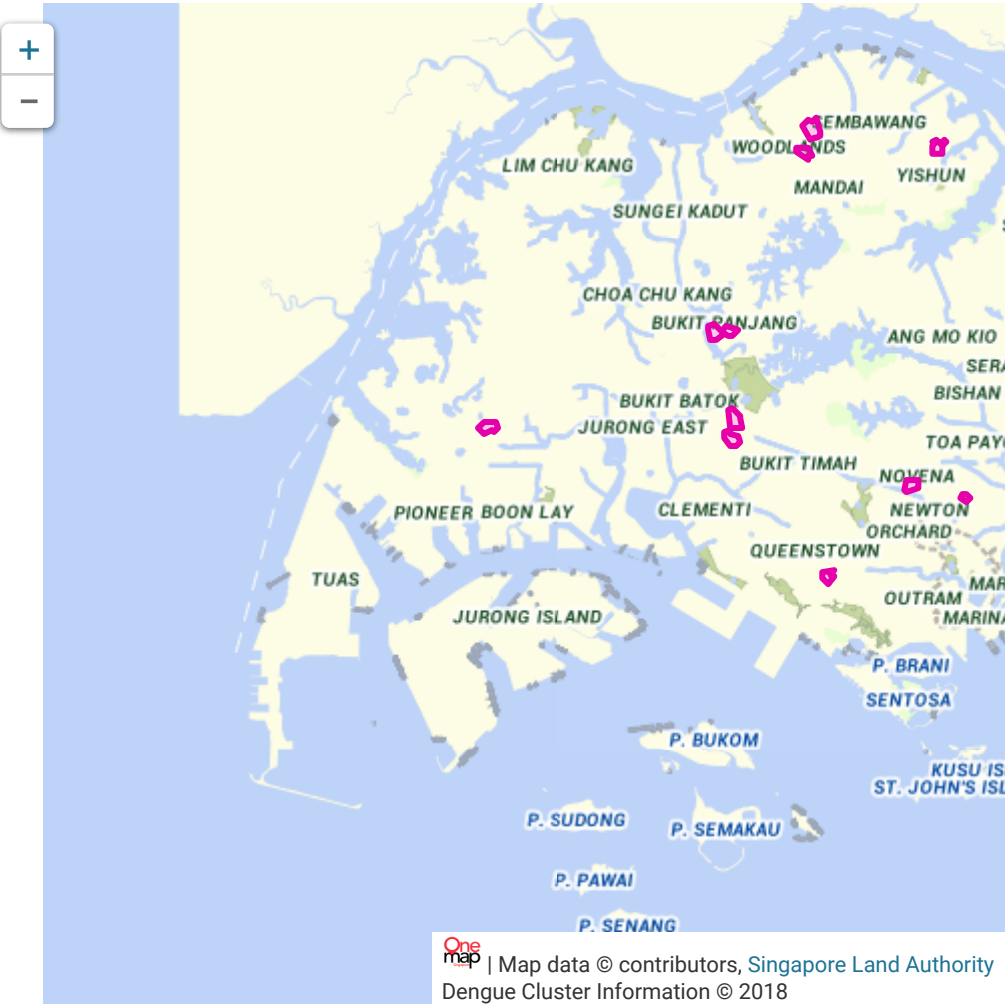 +
−
SEMBAWANG
WOODLANDS
YISHUN
LIM CHU KANG
MANDAI
SUNGEI KADUT
CHOA CHU KANG
BUKIT PANJANG
ANG MO KIO
SERA
BISHAN
BUKIT BATOK
JURONG EAST
TOA PAYO
BUKIT TIMAH
NOVENA
PIONEER BOON LAY
CLEMENTI
NEWTON
ORCHARD
QUEENSTOWN
TUAS
MAR
OUTRAM
JURONG ISLAND
MARINA
P. BRANI
SENTOSA
P. BUKOM
KUSU IS
ST. JOHN'S ISL
P. SUDONG
P. SEMAKAU
P. PAWAI
P. SENANG
One map | Map data © contributors, Singapore Land Authority
Dengue Cluster Information © 2018